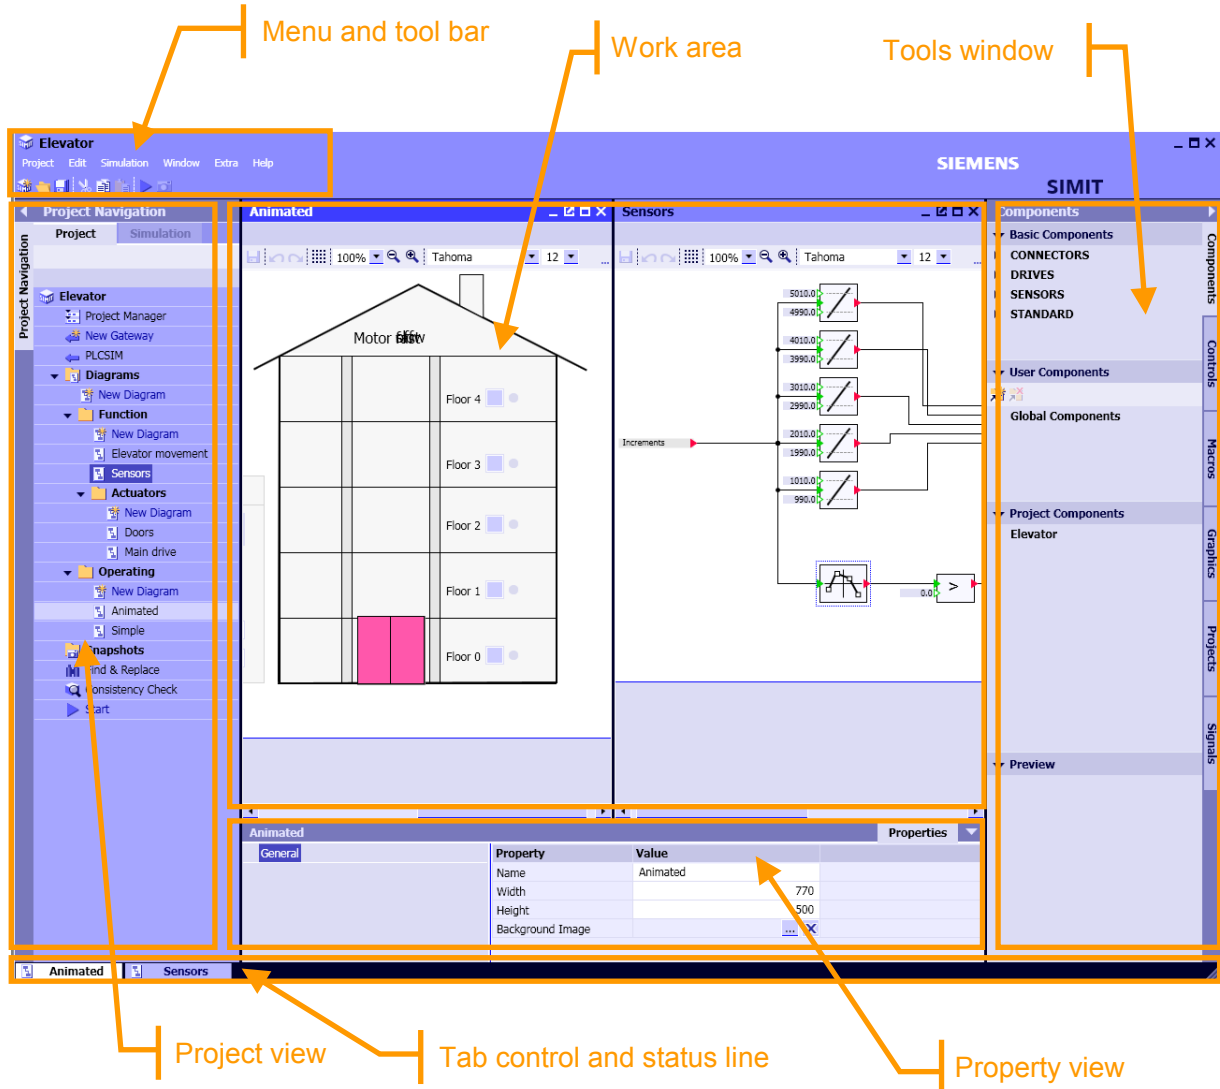 Menu and tool bar
Work area
Tools window
Elevator
Project Edit Simulation Window Extra Help
SIEMENS
SIMIT
Project Navigation
Project Simulation
Project Navigation
Elevator
Project Manager
New Gateway
PLCSIM
Diagrams
New Diagram
Function
New Diagram
Elevator movement
Sensors
Actuators
New Diagram
Doors
Main drive
Operating
New Diagram
Animated
Simple
Snapshots
Find & Replace
Consistency Check
Start
Animated
100% Tahoma 12 ...
Motor
Floor 4
Floor 3
Floor 2
Floor 1
Floor 0
Sensors
100% Tahoma 12 ...
5010.0
4990.0
4010.0
3990.0
3010.0
2990.0
Increments
2010.0
1990.0
1010.0
990.0
0.0
>
Components
Basic Components
CONNECTORS
DRIVES
SENSORS
STANDARD
User Components
Global Components
Project Components
Elevator
Preview
Components
Controls
Macros
Graphics
Projects
Signals
Animated
Properties
General
Property Value
Name Animated
Width 770
Height 500
Background Image ... X
Animated Sensors
Project view
Tab control and status line
Property view